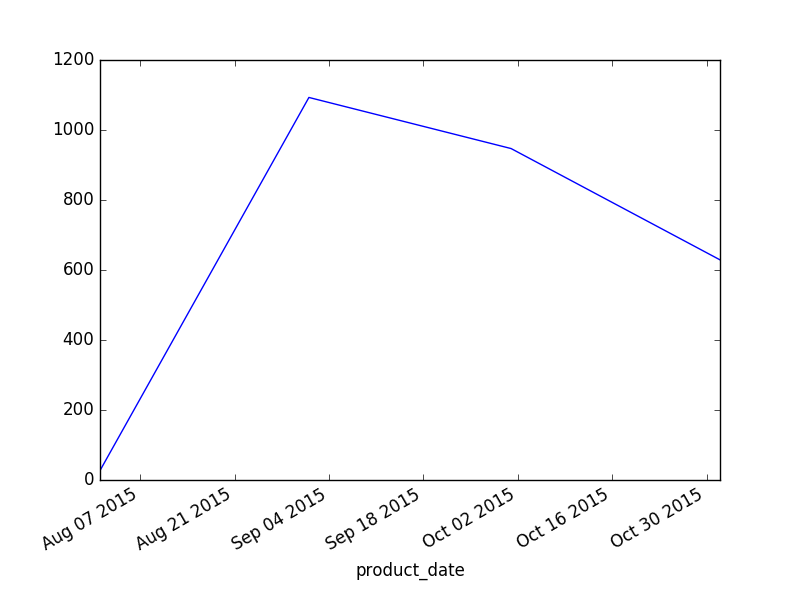 1200
1000
800
600
400
200
0
Aug 07 2015
Aug 21 2015
Sep 04 2015
Sep 18 2015
Oct 02 2015
Oct 16 2015
Oct 30 2015
product_date